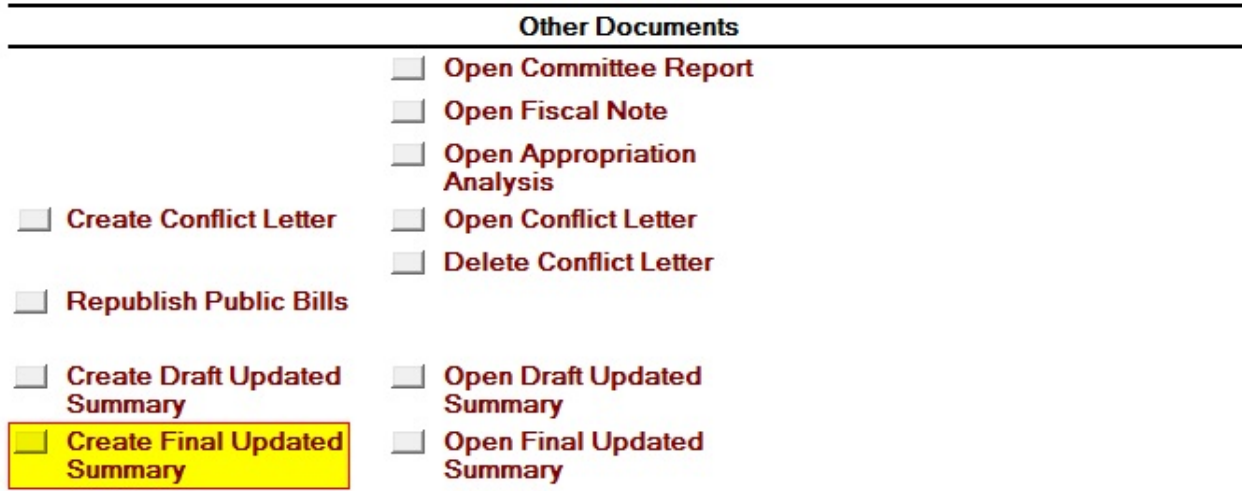 Other Documents
Open Committee Report
Open Fiscal Note
Open Appropriation
Analysis
Create Conflict Letter
Open Conflict Letter
Delete Conflict Letter
Republish Public Bills
Create Draft Updated
Summary
Open Draft Updated
Summary
Create Final Updated
Summary
Open Final Updated
Summary